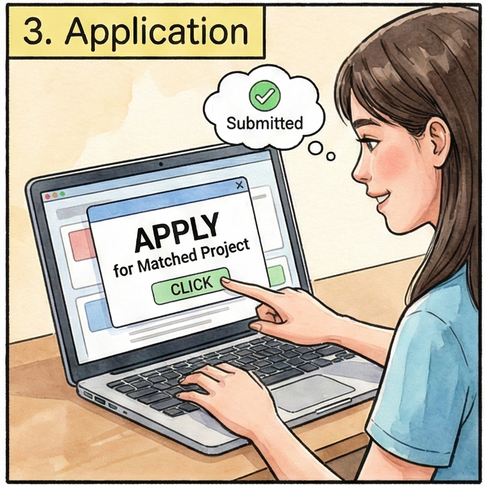 3. Application
Submitted
APPLY
for Matched Project
CLICK